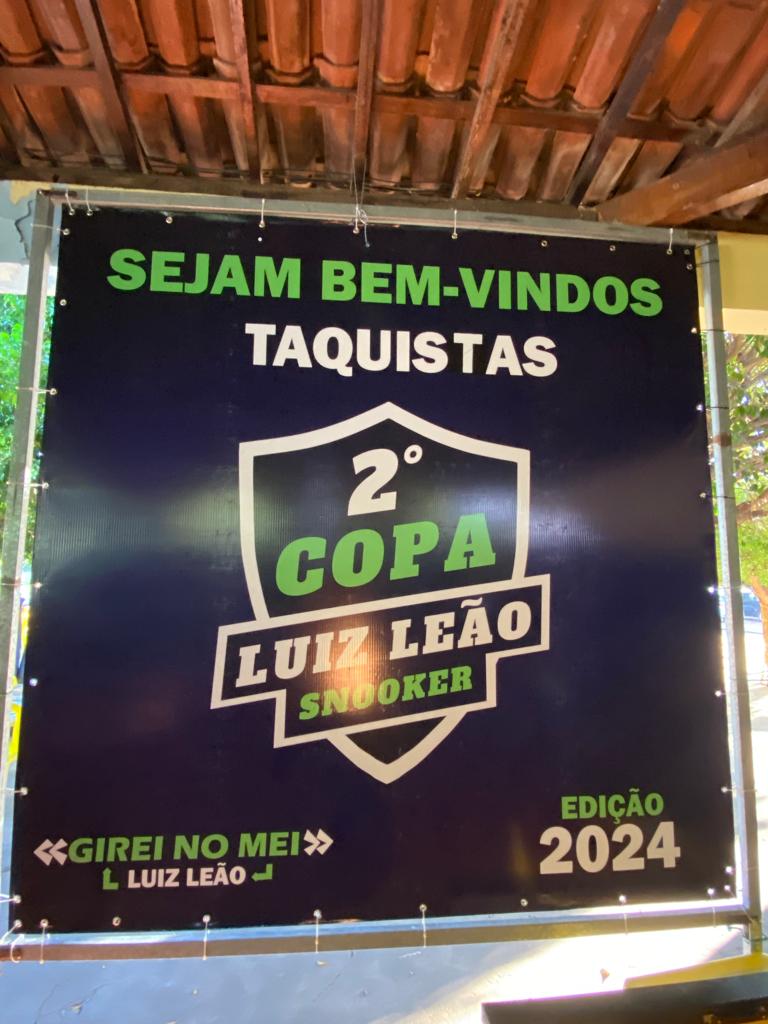 SEJAM BEM-VINDOS
TAQUISTAS
2°
COPA
LUIZ LEÃO
SNOOKER
«GIREI NO MEI»
LUIZ LEÃO
EDIÇÃO
2024